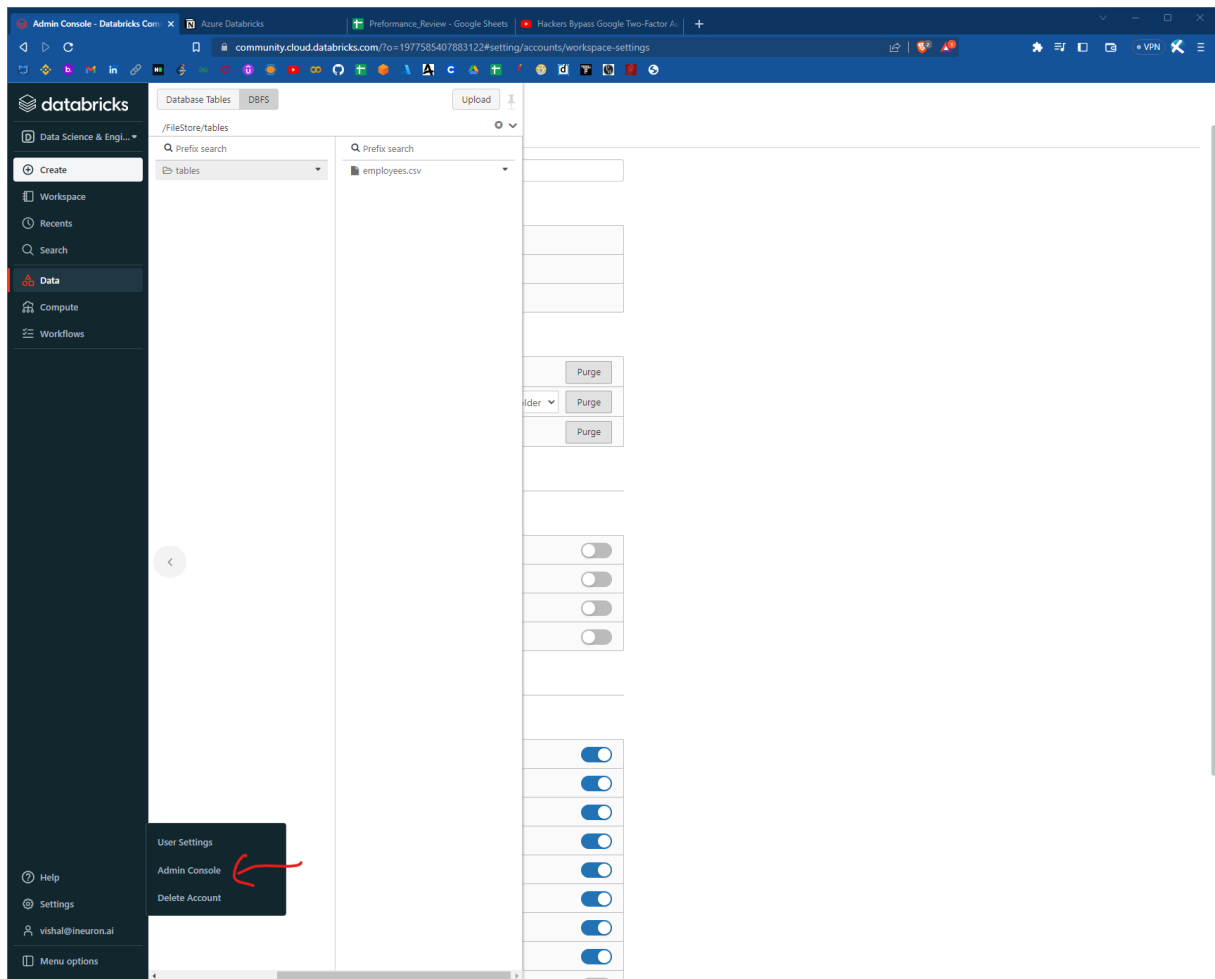 Admin Console - Databricks Com
Azure Databricks
Preformance_Review - Google Sheets
Hackers Bypass Google Two-Factor Au
community.cloud.databricks.com/?o=1977585407883122#setting/accounts/workspace-settings
VPN
databricks
Data Science & Engi...
Create
Workspace
Recents
Search
Data
Compute
Workflows
Help
Settings
vishal@ineuron.ai
Menu options
Database Tables
DBFS
Upload
/FileStore/tables
Prefix search
Prefix search
tables
employees.csv
Purge
older
Purge
Purge
User Settings
Admin Console
Delete Account